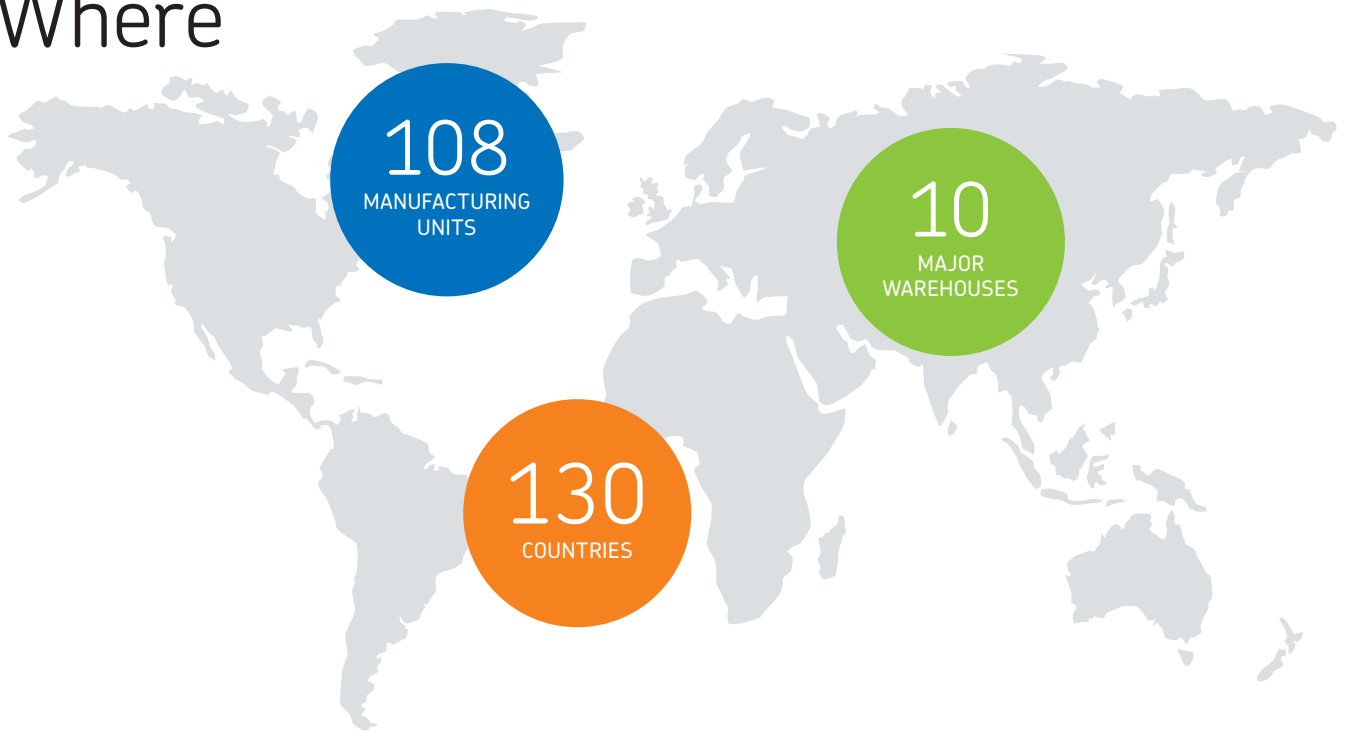 Where
108
MANUFACTURING
UNITS
10
MAJOR
WAREHOUSES
130
COUNTRIES